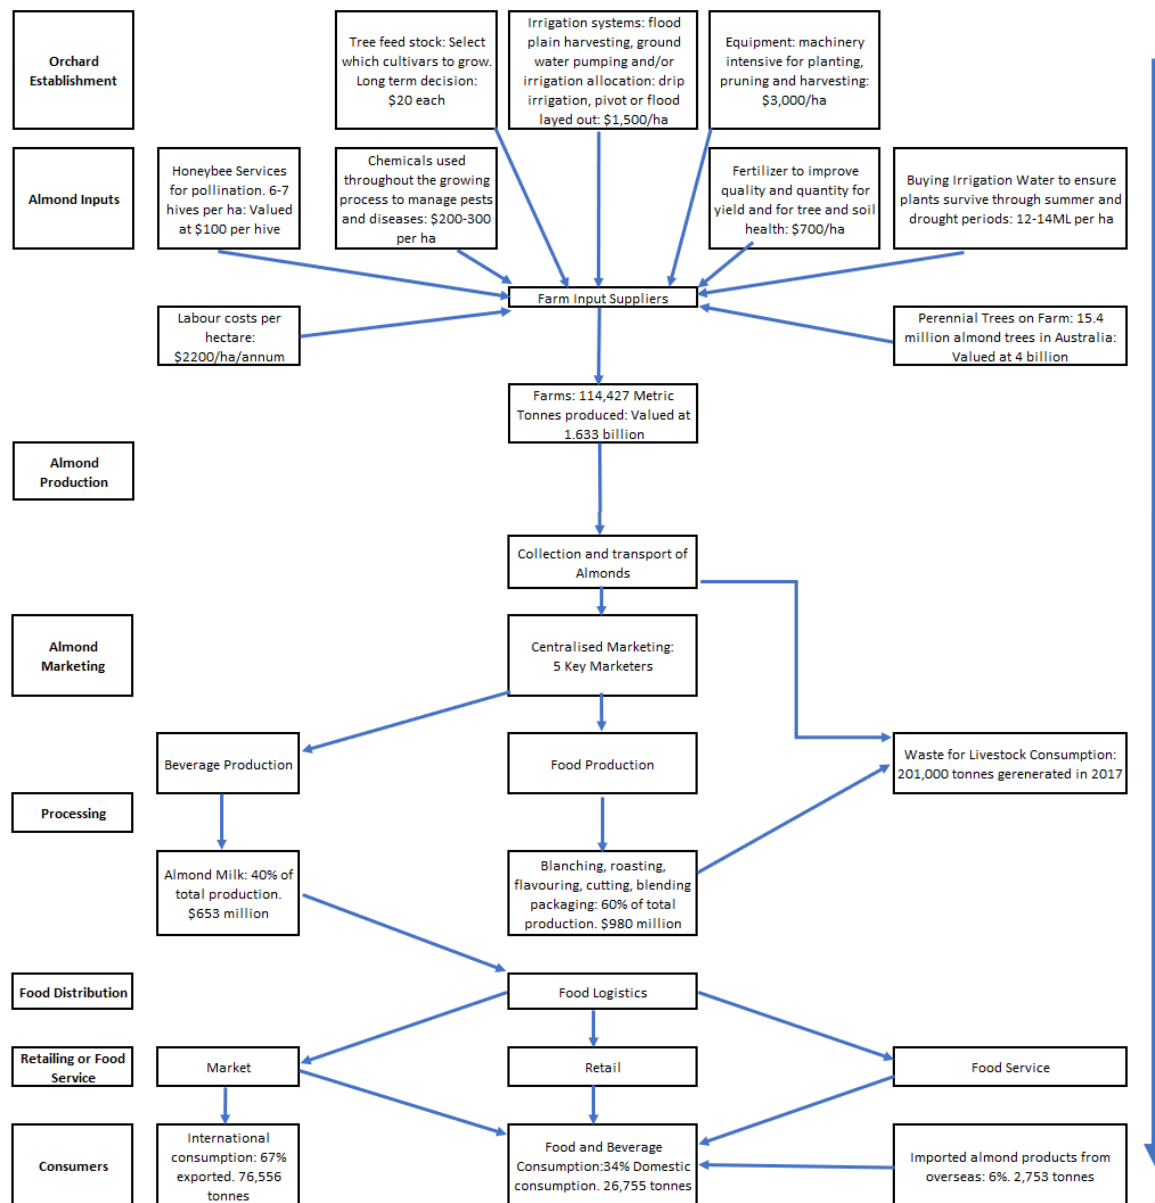 Orchard
Establishment
Tree feed stock: Select
which cultivars to grow.
Long term decision:
$20 each
Irrigation systems: flood
plain harvesting, ground
water pumping and/or
irrigation allocation: drip
irrigation, pivot or flood
layed out: $1,500/ha
Equipment: machinery
intensive for planting,
pruning and harvesting:
$3,000/ha
Almond Inputs
Honeybee Services
for pollination. 6-7
hives per ha: Valued
at $100 per hive
Chemicals used
throughout the growing
process to manage pests
and diseases: $200-300
per ha
Fertilizer to improve
quality and quantity for
yield and for tree and soil
health: $700/ha
Buying Irrigation Water to ensure
plants survive through summer and
drought periods: 12-14ML per ha
Farm Input Suppliers
Labour costs per
hectare:
$2200/ha/annum
Perennial Trees on Farm: 15.4
million almond trees in Australia:
Valued at 4 billion
Farms: 114,427 Metric
Tonnes produced: Valued at
1.633 billion
Almond
Production
Collection and transport of
Almonds
Almond
Marketing
Centralised Marketing:
5 Key Marketers
Beverage Production
Food Production
Waste for Livestock Consumption:
201,000 tonnes gerenerated in 2017
Processing
Almond Milk: 40% of
total production.
$653 million
Blanching, roasting,
flavouring, cutting, blending
packaging: 60% of total
production. $980 million
Food Distribution
Food Logistics
Retailing or Food
Service
Market
Retail
Food Service
Consumers
International
consumption: 67%
exported. 76,556
tonnes
Food and Beverage
Consumption:34% Domestic
consumption. 26,755 tonnes
Imported almond products from
overseas: 6%. 2,753 tonnes